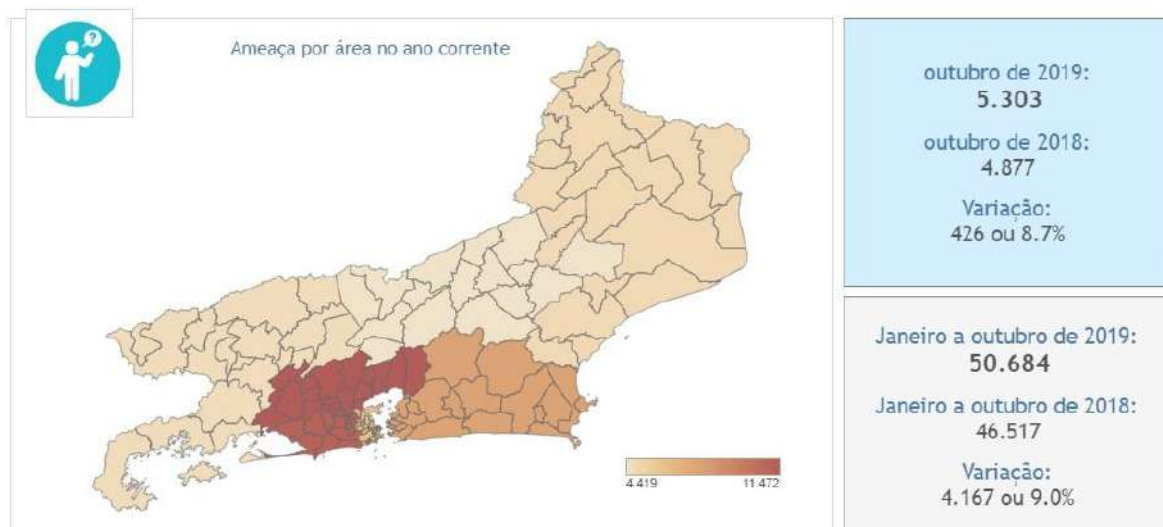 ?
Ameaça por área no ano corrente
4 419
11 472
outubro de 2019:
5.303
outubro de 2018:
4.877
Variação:
426 ou 8.7%
Janeiro a outubro de 2019:
50.684
Janeiro a outubro de 2018:
46.517
Variação:
4.167 ou 9.0%